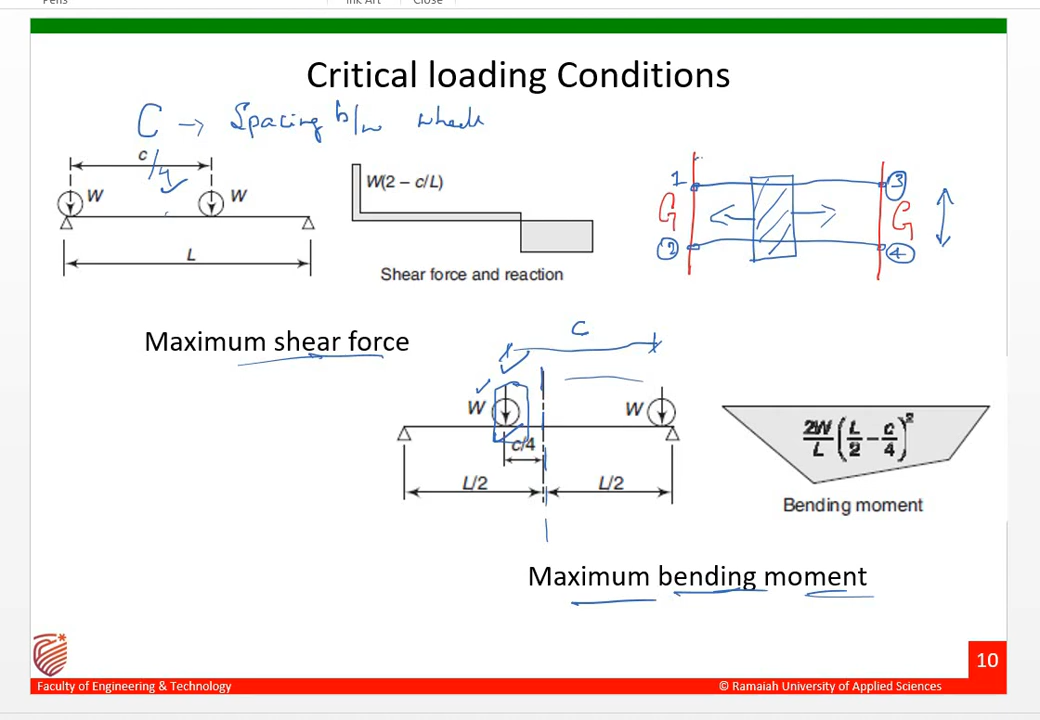 Pens Ink Art Close
Critical loading Conditions
C → Spacing b/w wheels
c/4
W W
L
W(2 – c/L)
Shear force and reaction
1 3
G G
2 4
Maximum shear force
C
W W
c/4
L/2 L/2
2W/L (L/2 – c/4)²
Bending moment
Maximum bending moment
10
Faculty of Engineering & Technology
© Ramaiah University of Applied Sciences